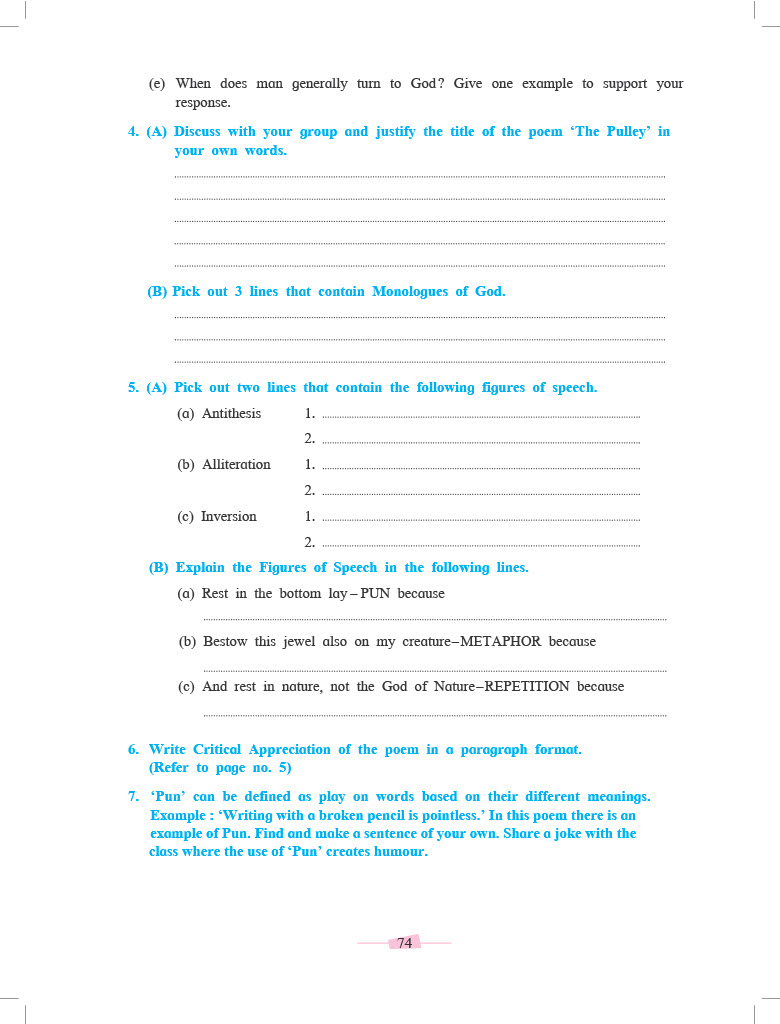 (e) When does man generally turn to God? Give one example to support your
response.
4. (A) Discuss with your group and justify the title of the poem ‘The Pulley’ in
your own words.
(B) Pick out 3 lines that contain Monologues of God.
5. (A) Pick out two lines that contain the following figures of speech.
(a) Antithesis 1.
2.
(b) Alliteration 1.
2.
(c) Inversion 1.
2.
(B) Explain the Figures of Speech in the following lines.
(a) Rest in the bottom lay – PUN because
(b) Bestow this jewel also on my creature–METAPHOR because
(c) And rest in nature, not the God of Nature–REPETITION because
6. Write Critical Appreciation of the poem in a paragraph format.
(Refer to page no. 5)
7. ‘Pun’ can be defined as play on words based on their different meanings.
Example : ‘Writing with a broken pencil is pointless.’ In this poem there is an
example of Pun. Find and make a sentence of your own. Share a joke with the
class where the use of ‘Pun’ creates humour.
74